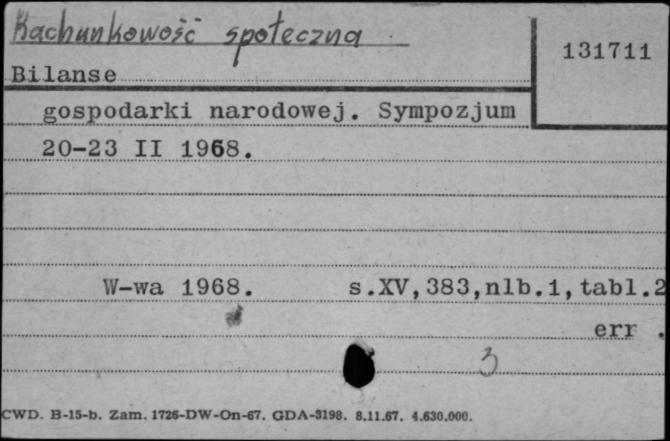 Rachunkowość społeczna
131711
Bilanse
gospodarki narodowej. Sympozjum
20-23 II 1968.
W-wa 1968. s.XV,383,nlb.1,tabl.2
err .
3
CWD. B-15-b. Zam. 1726-DW-On-67. GDA-3198. 8.11.67. 4.630.000.